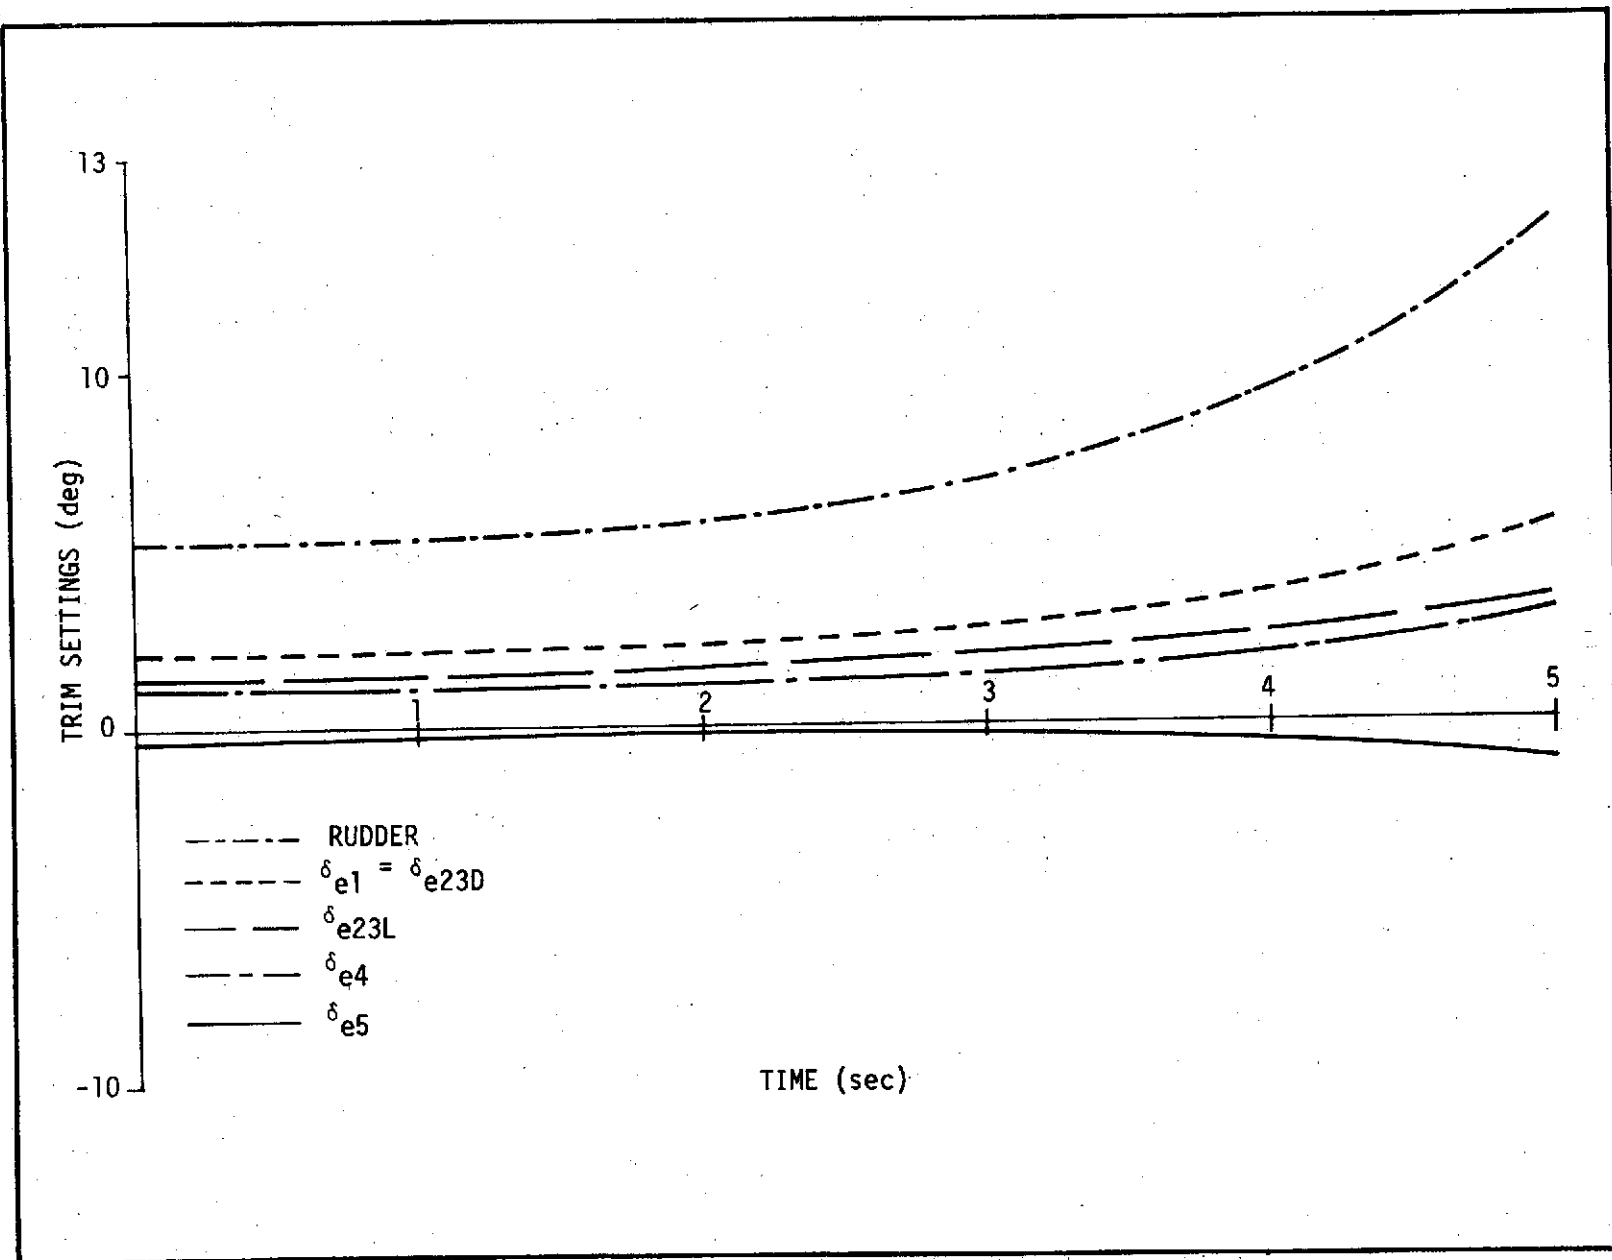 13
10
TRIM SETTINGS (deg)
0
1
2
3
4
5
RUDDER
δe1 = δe23D
δe23L
δe4
δe5
-10
TIME (sec)